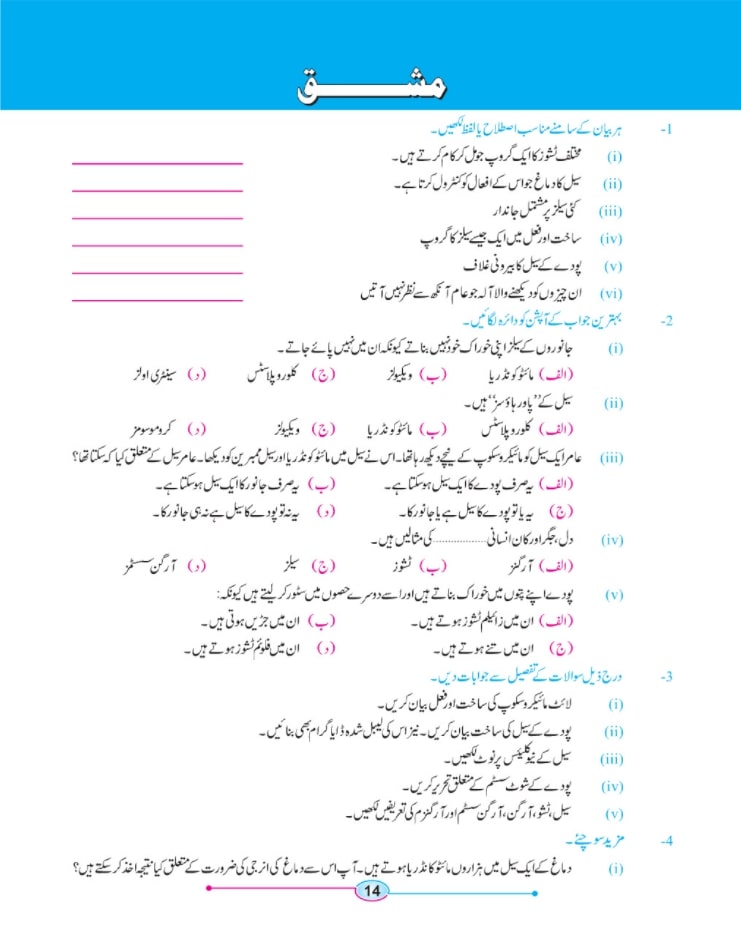 مشق
1- ہر بیان کے سامنے مناسب اصطلاح یا لفظ لکھیں۔
(i) مختلف ٹشوز کا ایک گروپ جو مل کر کام کرتے ہیں۔
(ii) سیل کا دماغ جو اس کے افعال کو کنٹرول کرتا ہے۔
(iii) کئی سیلز پر مشتمل جاندار
(iv) ساخت اور فعل میں ایک جیسے سیلز کا گروپ
(v) پودے کے سیل کا بیرونی غلاف
(vi) ان چیزوں کو دیکھنے والا آلہ جو عام آنکھ سے نظر نہیں آتیں
2- بہترین جواب کے آپشن کو دائرہ لگائیں۔
(i) جانوروں کے سیلز اپنی خوراک خود نہیں بناتے کیونکہ ان میں نہیں پائے جاتے۔
(الف) مائٹو کونڈریا (ب) ویکیولز (ج) کلوروپلاسٹس (د) سینٹری اولز
(ii) سیل کے ”پاور ہاؤسز“ ہیں۔
(الف) کلوروپلاسٹس (ب) مائٹو کونڈریا (ج) ویکیولز (د) کروموسومز
(iii) عامر ایک سیل کو مائیکروسکوپ کے نیچے دیکھ رہا تھا۔ اس نے سیل میں مائٹوکونڈریا اور سیل ممبرین کو دیکھا۔ عامر سیل کے متعلق کیا کہہ سکتا تھا؟
(الف) یہ صرف پودے کا ایک سیل ہو سکتا ہے۔ (ب) یہ صرف جانور کا ایک سیل ہو سکتا ہے۔
(ج) یہ یا تو پودے کا سیل ہے یا جانور کا۔ (د) یہ نہ تو پودے کا سیل ہے نہ ہی جانور کا۔
(iv) دل، جگر اور کان انسانی .................. کی مثالیں ہیں۔
(الف) آرگنز (ب) ٹشوز (ج) سیلز (د) آرگن سسٹمز
(v) پودے اپنے پتوں میں خوراک بناتے ہیں اور اسے دوسرے حصوں میں سٹور کر لیتے ہیں کیونکہ:
(الف) ان میں زائیلم ٹشوز ہوتے ہیں۔ (ب) ان میں جڑیں ہوتی ہیں۔
(ج) ان میں تنے ہوتے ہیں۔ (د) ان میں فلوئم ٹشوز ہوتے ہیں۔
3- درج ذیل سوالات کے تفصیل سے جوابات دیں۔
(i) لائٹ مائیکروسکوپ کی ساخت اور فعل بیان کریں۔
(ii) پودے کے سیل کی ساخت بیان کریں۔ نیز اس کی لیبل شدہ ڈایا گرام بھی بنائیں۔
(iii) سیل کے نیوکلیئس پر نوٹ لکھیں۔
(iv) پودے کے شوٹ سسٹم کے متعلق تحریر کریں۔
(v) سیل، ٹشو، آرگن، آرگن سسٹم اور آرگنزم کی تعریفیں لکھیں۔
4- مزید سوچئے۔
(i) دماغ کے ایک سیل میں ہزاروں مائٹو کانڈریا ہوتے ہیں۔ آپ اس سے دماغ کی انرجی کی ضرورت کے متعلق کیا نتیجہ اخذ کر سکتے ہیں؟
14